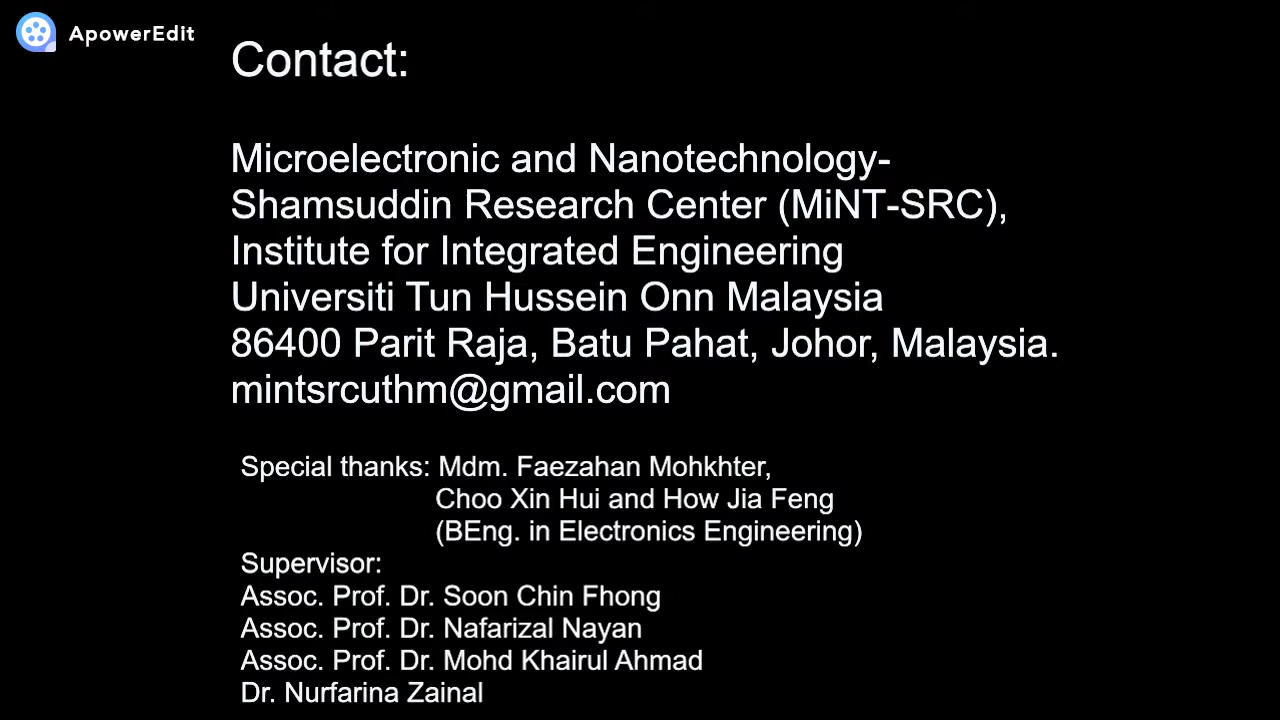 ApowerEdit
Contact:
Microelectronic and Nanotechnology-
Shamsuddin Research Center (MiNT-SRC),
Institute for Integrated Engineering
Universiti Tun Hussein Onn Malaysia
86400 Parit Raja, Batu Pahat, Johor, Malaysia.
mintsrcuthm@gmail.com
Special thanks: Mdm. Faezahan Mohkhter,
Choo Xin Hui and How Jia Feng
(BEng. in Electronics Engineering)
Supervisor:
Assoc. Prof. Dr. Soon Chin Fhong
Assoc. Prof. Dr. Nafarizal Nayan
Assoc. Prof. Dr. Mohd Khairul Ahmad
Dr. Nurfarina Zainal